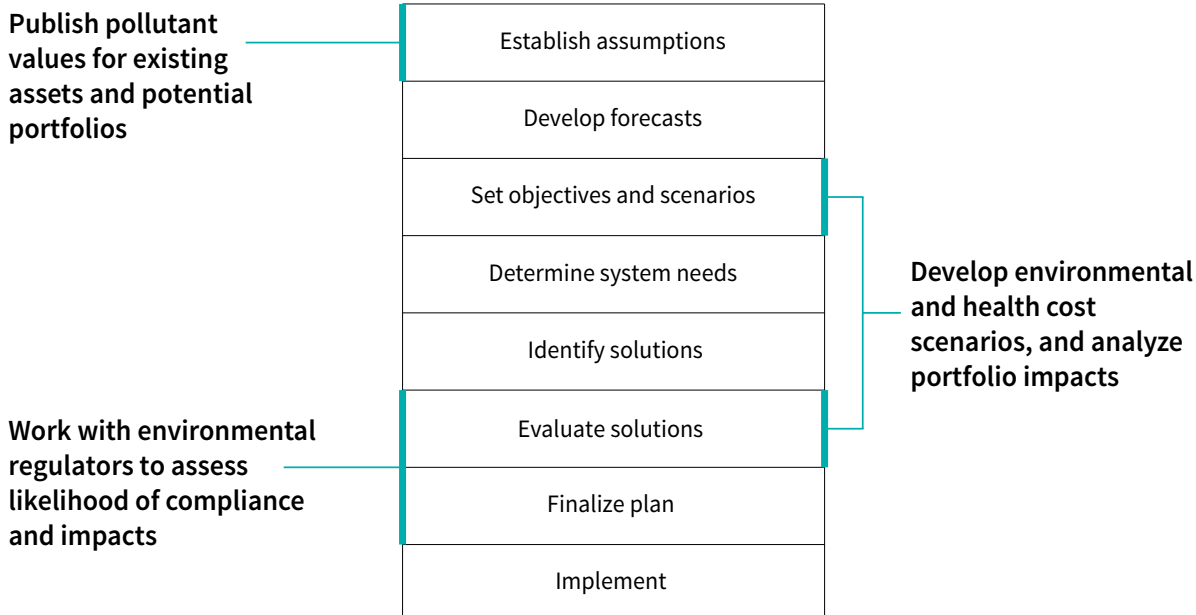 Publish pollutant
values for existing
assets and potential
portfolios
Establish assumptions
Develop forecasts
Set objectives and scenarios
Determine system needs
Identify solutions
Evaluate solutions
Finalize plan
Implement
Develop environmental
and health cost
scenarios, and analyze
portfolio impacts
Work with environmental
regulators to assess
likelihood of compliance
and impacts